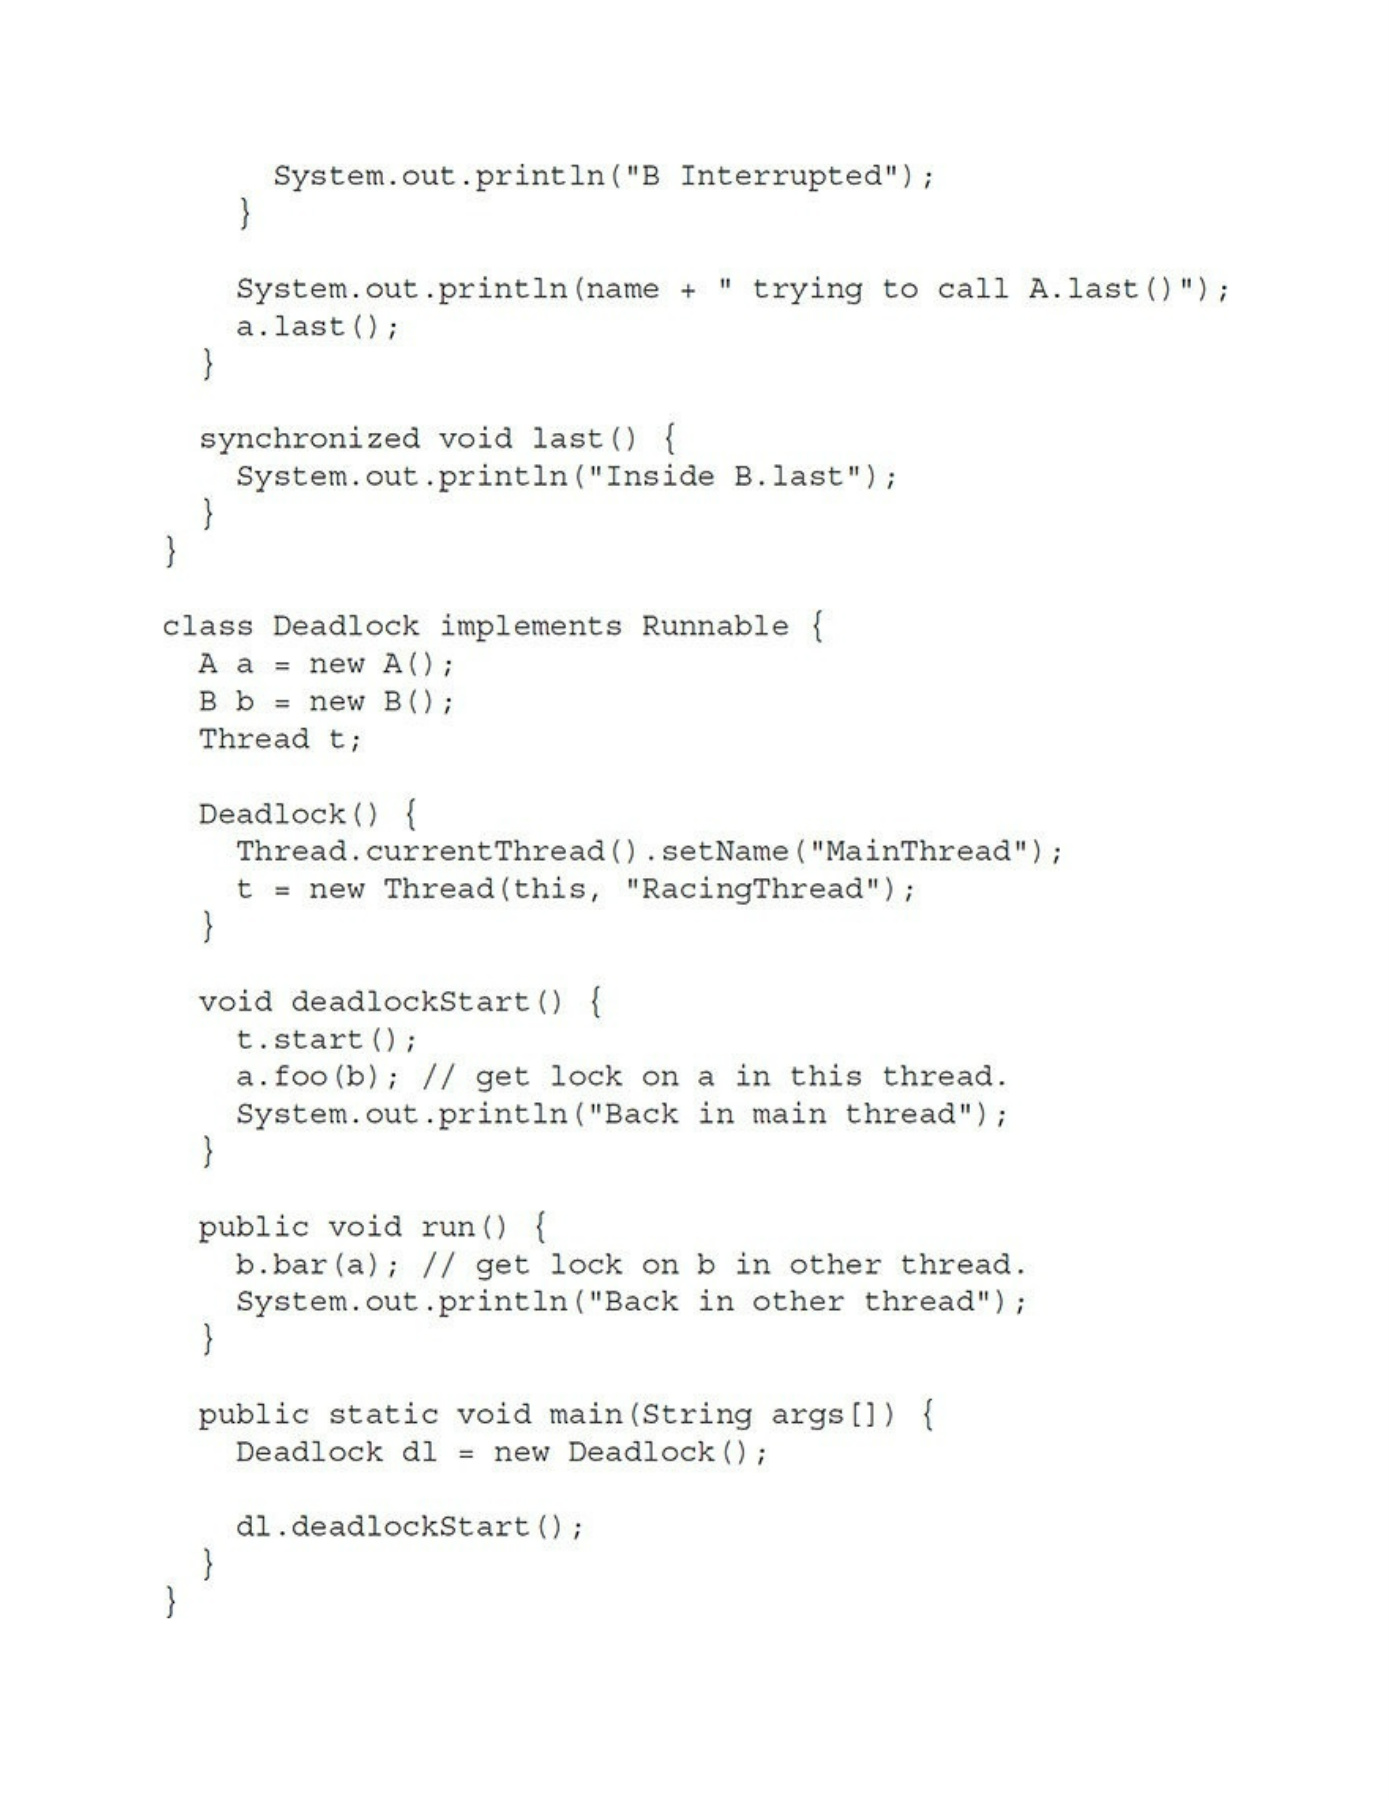 System.out.println("B Interrupted");
    }

    System.out.println(name + " trying to call A.last()");
    a.last();
  }

  synchronized void last() {
    System.out.println("Inside B.last");
  }
}

class Deadlock implements Runnable {
  A a = new A();
  B b = new B();
  Thread t;

  Deadlock() {
    Thread.currentThread().setName("MainThread");
    t = new Thread(this, "RacingThread");
  }

  void deadlockStart() {
    t.start();
    a.foo(b); // get lock on a in this thread.
    System.out.println("Back in main thread");
  }

  public void run() {
    b.bar(a); // get lock on b in other thread.
    System.out.println("Back in other thread");
  }

  public static void main(String args[]) {
    Deadlock dl = new Deadlock();

    dl.deadlockStart();
  }
}